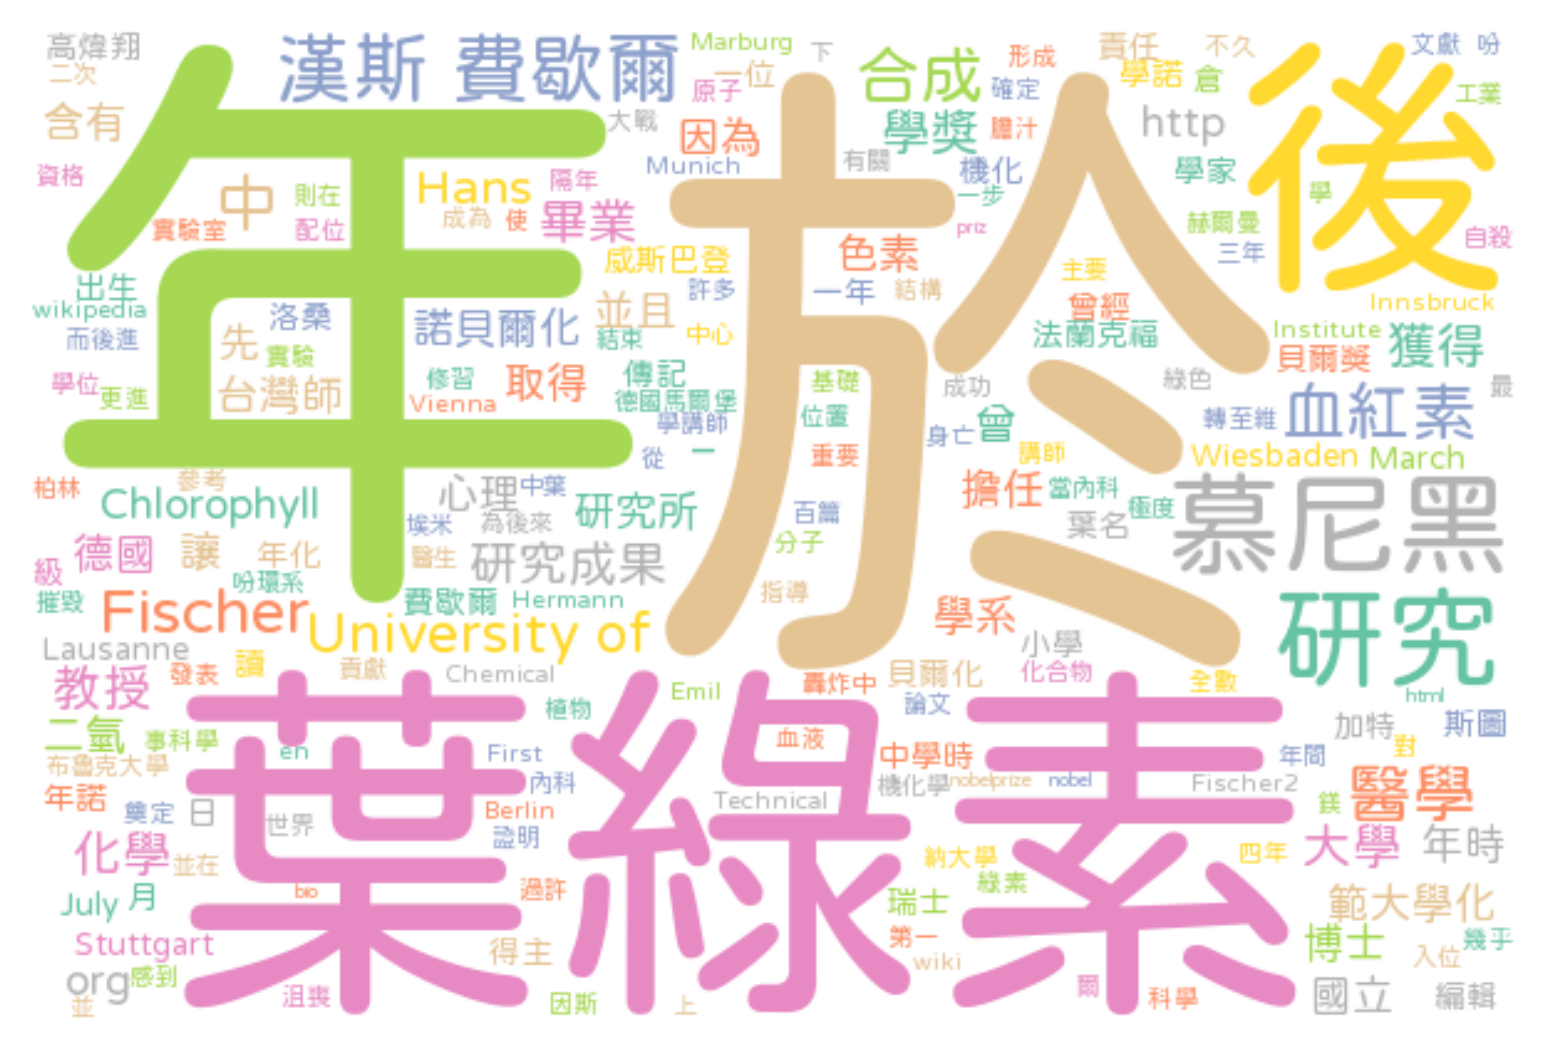 高煒翔 漢斯 費歇爾 Marburg 下 合成 形成 責任 不久 文獻 吩
二次 一位 原子 確定 學諾 倉 工業
含有 年 大戰 因為 於 學獎 膽汁 http 後
資格 中 則在 Hans 隔年 Munich 有關 機化 學家 學
實驗室 配位 成為 使 畢業 一步 priz 赫爾曼 自殺
出生 威斯巴登 色素 主要 三年
wikipedia 洛桑 諾貝爾化 並且 許多 一年 結構 曾經 Innsbruck
而後進 先 實驗 結束 中心 法蘭克福 Institute 貝爾獎 獲得
學位 更進 台灣師 修習 取得 傳記 基礎 成功 綠色 最
Vienna 德國馬爾堡 位置 曾 轉至維 血紅素
學講師 身亡
從 一 重要 講師 Wiesbaden March
柏林 參考 心理 中葉 擔任 當內科 慕尼黑
Chlorophyll 埃米 為後來 研究所 百篇 葉名 極度
德國 讓 年化 醫生 研究成果 分子
級 吩環系
摧毀 Fischer 費歇爾 Hermann 指導 學系 研究
Lausanne University of 小學
教授 發表 讀 貢獻 Chemical 轟炸中 貝爾化 化合物 全數
葉綠素 植物 Emil 論文 html
二氫 事科學 血液 加特 斯圖
布魯克大學 en First 中學時 年間 對
年諾 內科 機化學 nobelprize nobel Fischer2 醫學
奠定 日 世界 Berlin Technical 鎂
化學 證明 大學 年時
並在 納大學 四年
July 月 bio 過許 瑞士 綠素 範大學化
Stuttgart 得主 第一 博士 幾乎
org 感到 wiki 入位
並 沮喪 因斯 上 爾 科學 國立 編輯